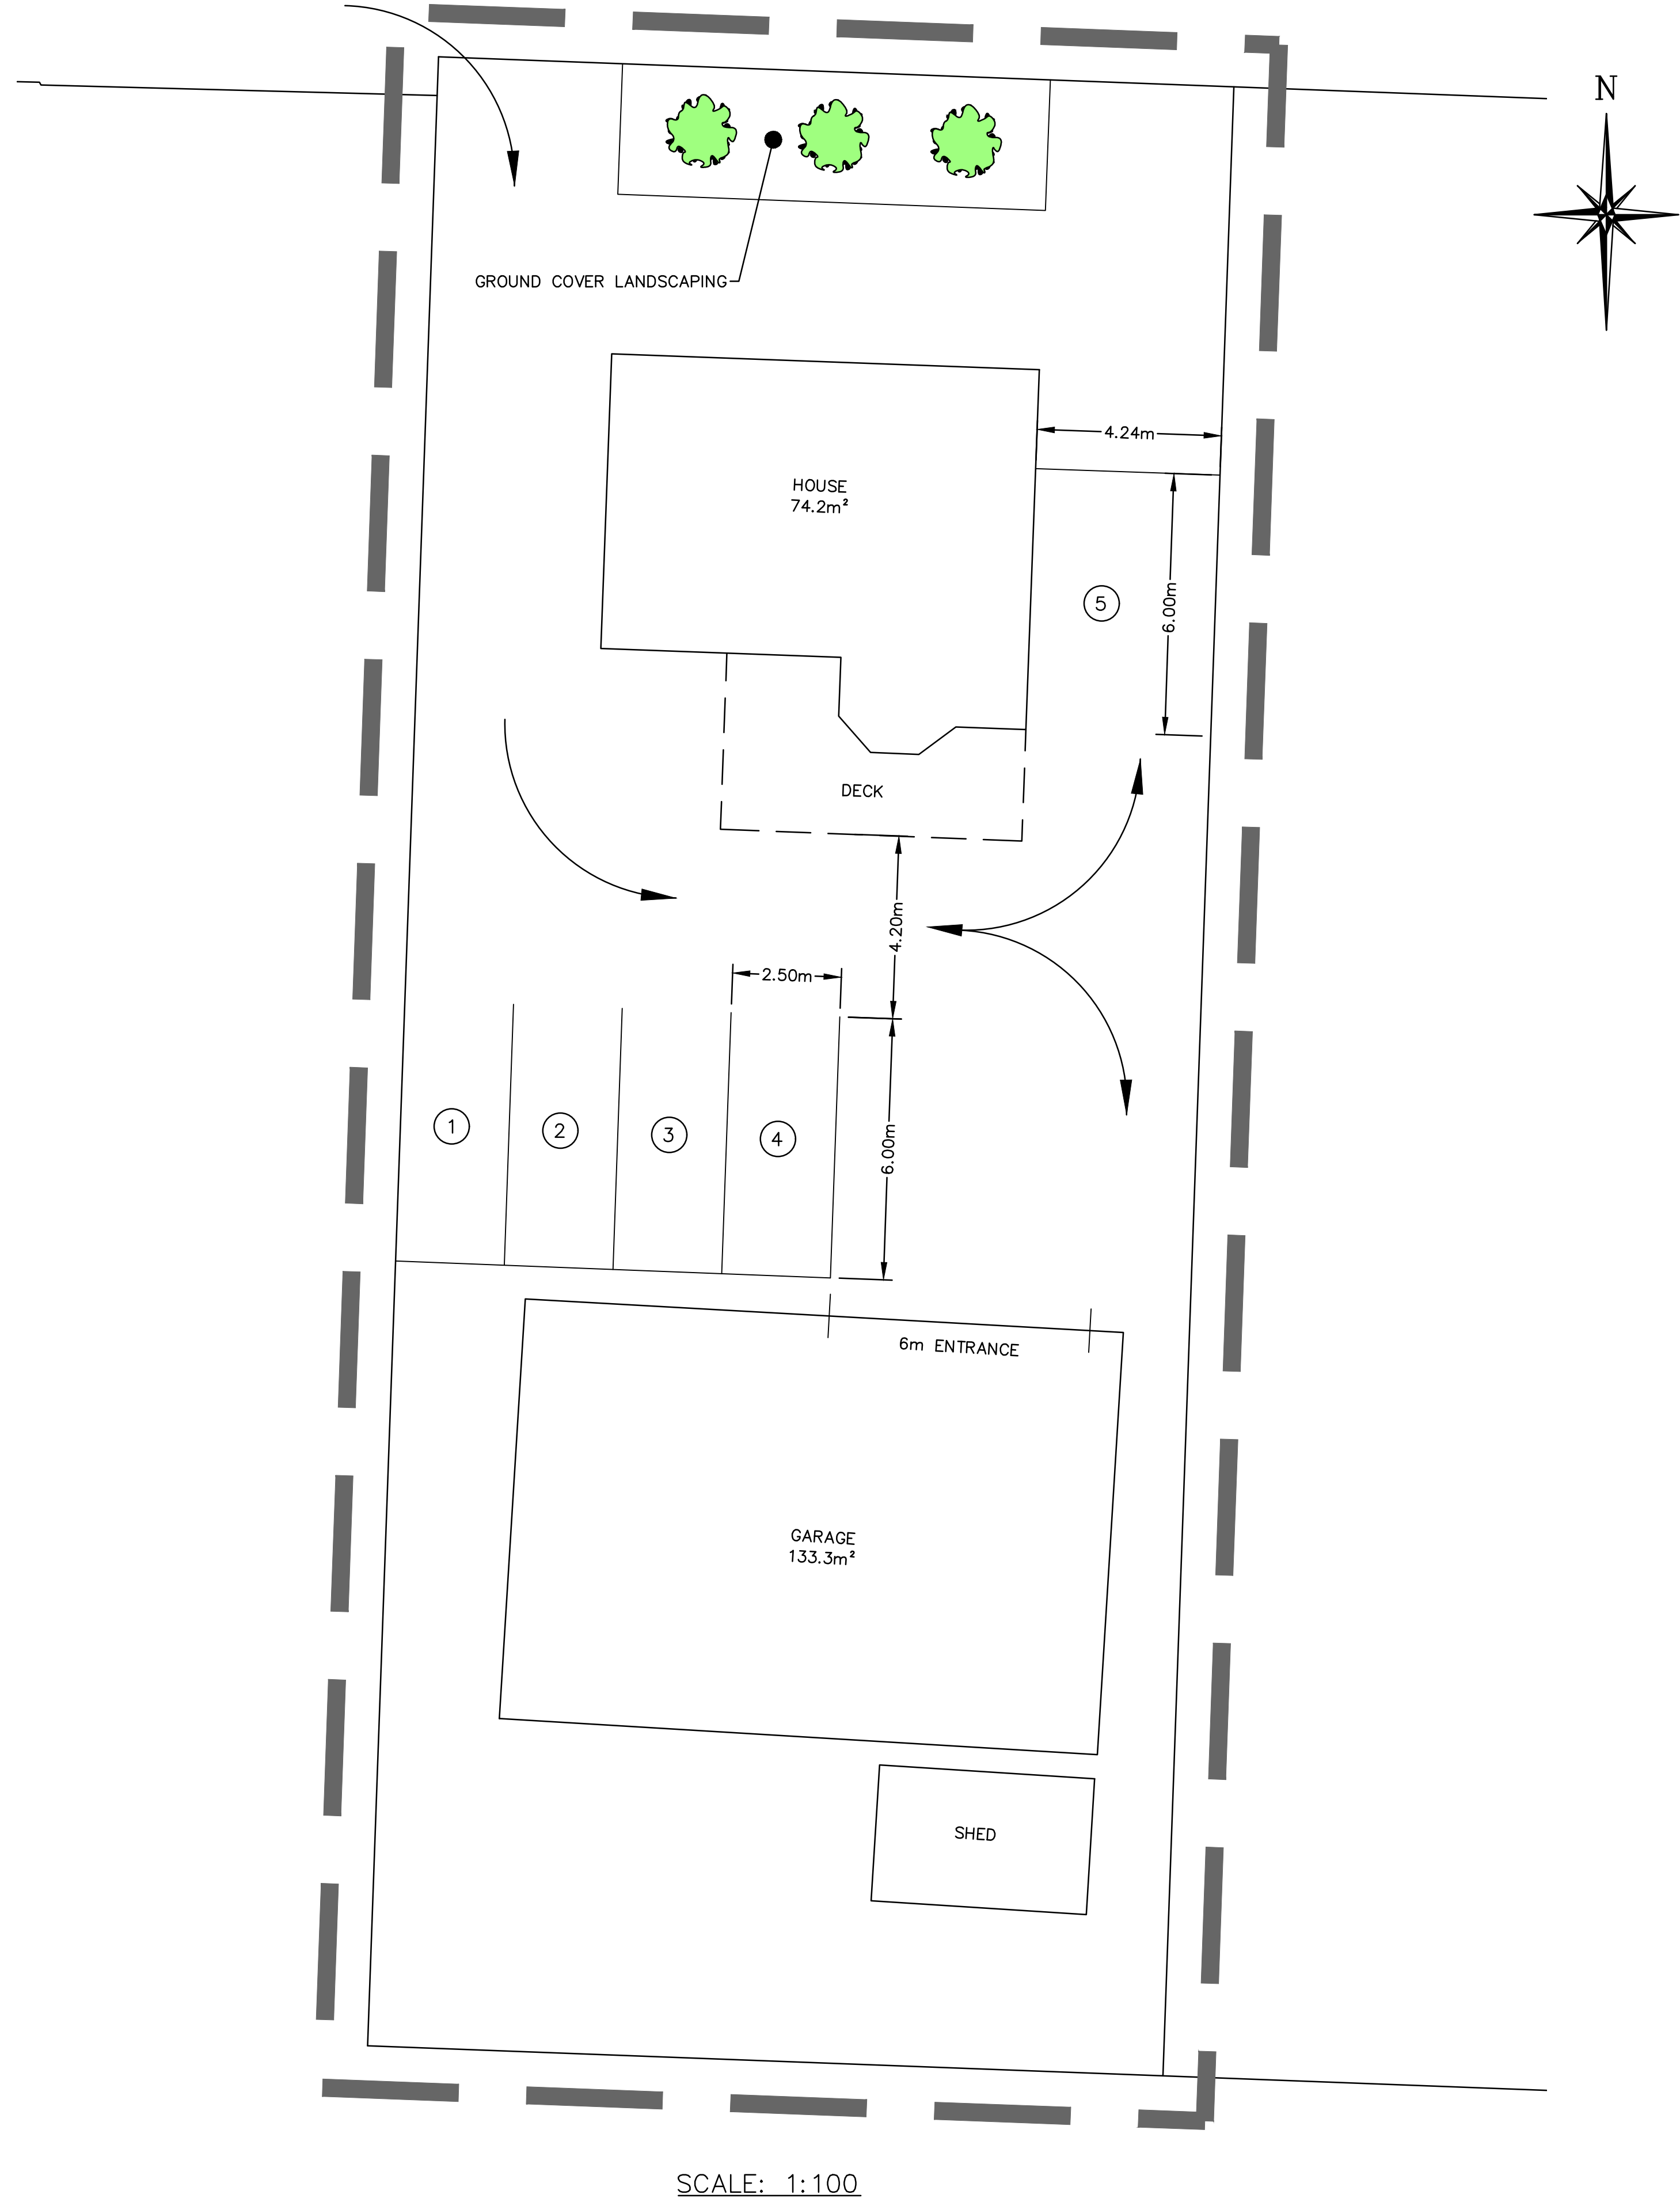 N
GROUND COVER LANDSCAPING
4.24m
HOUSE
74.2m²
5
6.00m
DECK
4.20m
2.50m
1
2
3
4
6.00m
6m ENTRANCE
GARAGE
133.3m²
SHED
SCALE: 1:100